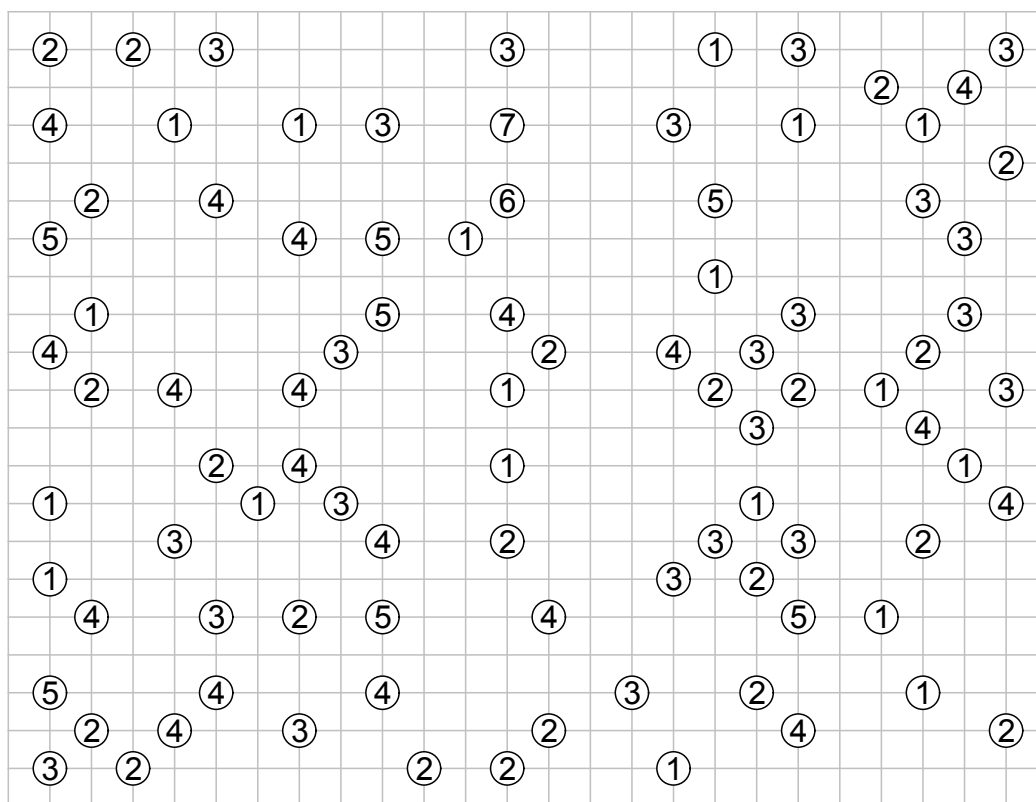 2 2 3 3 1 3 3
2 4
4 1 1 3 7 3 1 1
2
2 4 6 5 3
5 4 5 1 3
1
1 5 4 3 3
4 3 2 4 3 2
2 4 4 1 2 2 1 3
3 4
2 4 1 1
1 1 3 1 4
3 4 2 3 3 2
1 3 2
4 3 2 5 4 5 1
5 4 4 3 2 1
2 4 3 2 4 2
3 2 2 2 1